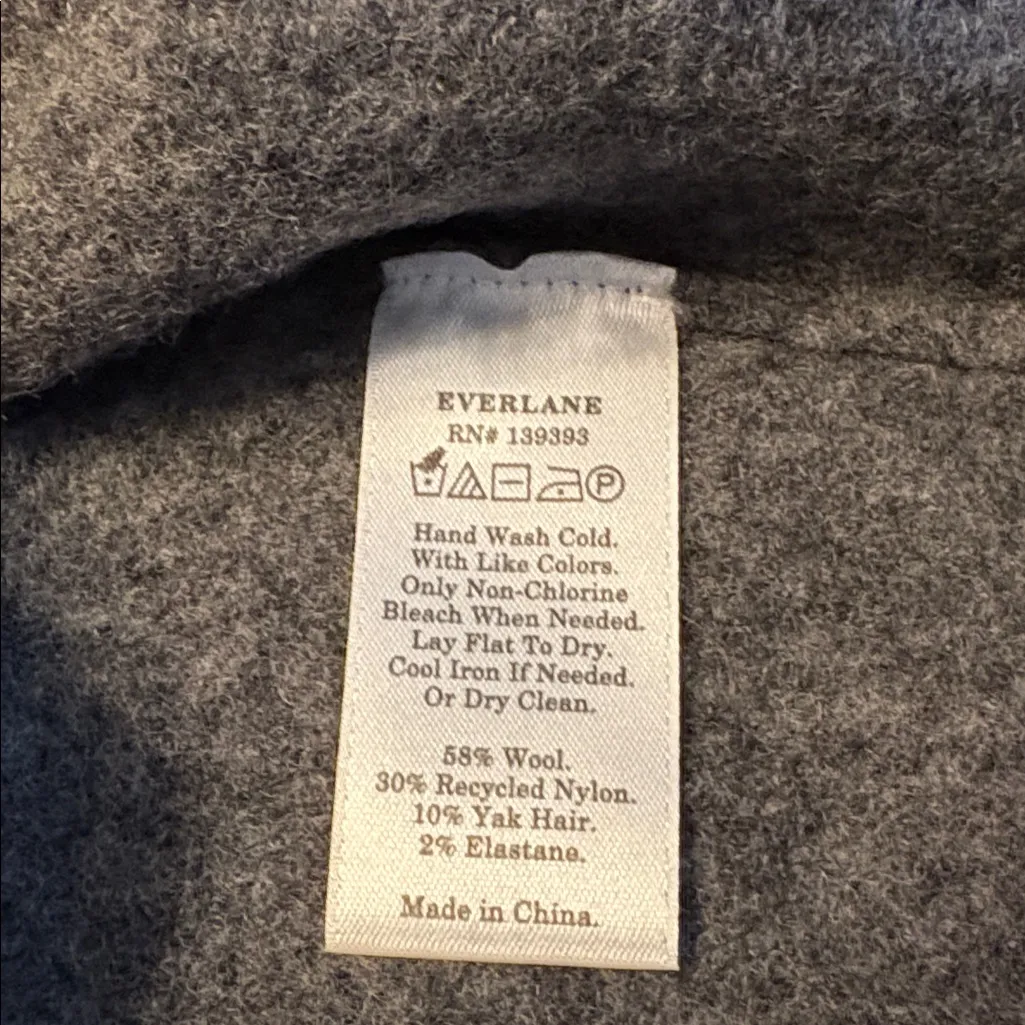 EVERLANE
RN# 139393
P
Hand Wash Cold.
With Like Colors.
Only Non-Chlorine
Bleach When Needed.
Lay Flat To Dry.
Cool Iron If Needed.
Or Dry Clean.
58% Wool.
30% Recycled Nylon.
10% Yak Hair.
2% Elastane.
Made in China.